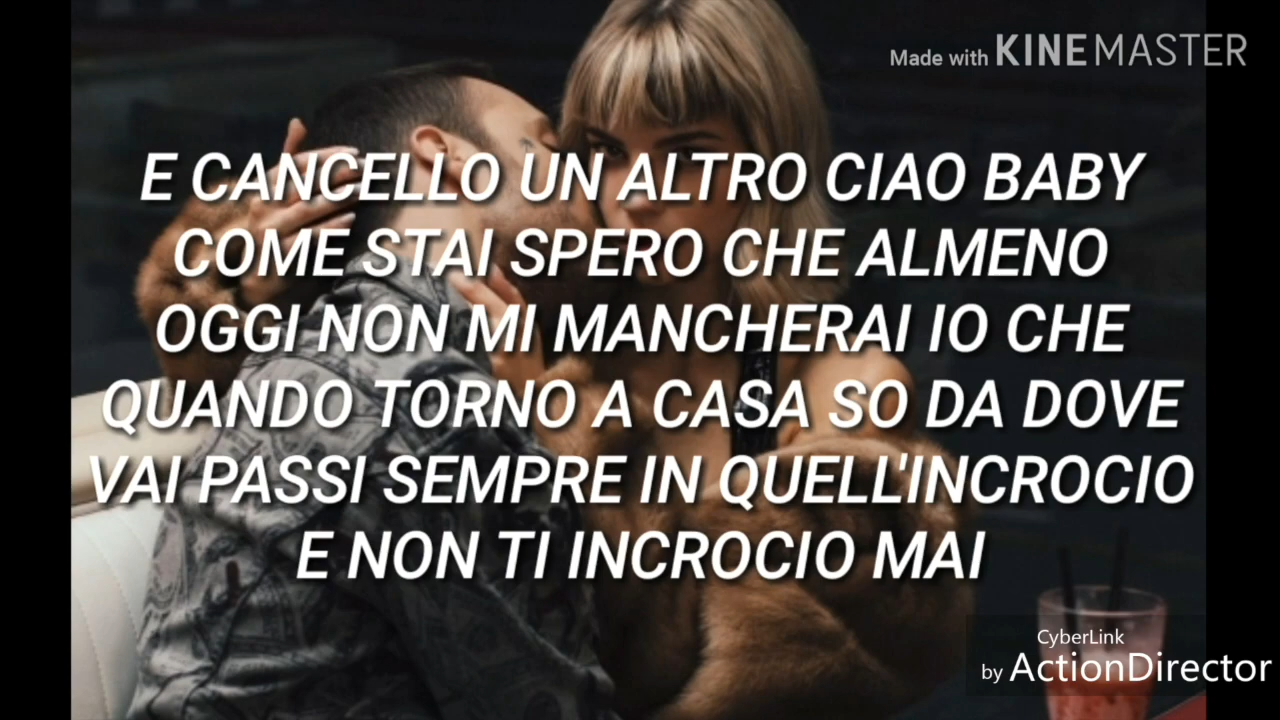 Made with KINEMASTER
E CANCELLO UN ALTRO CIAO BABY
COME STAI SPERO CHE ALMENO
OGGI NON MI MANCHERAI IO CHE
QUANDO TORNO A CASA SO DA DOVE
VAI PASSI SEMPRE IN QUELL'INCROCIO
E NON TI INCROCIO MAI
CyberLink
by ActionDirector